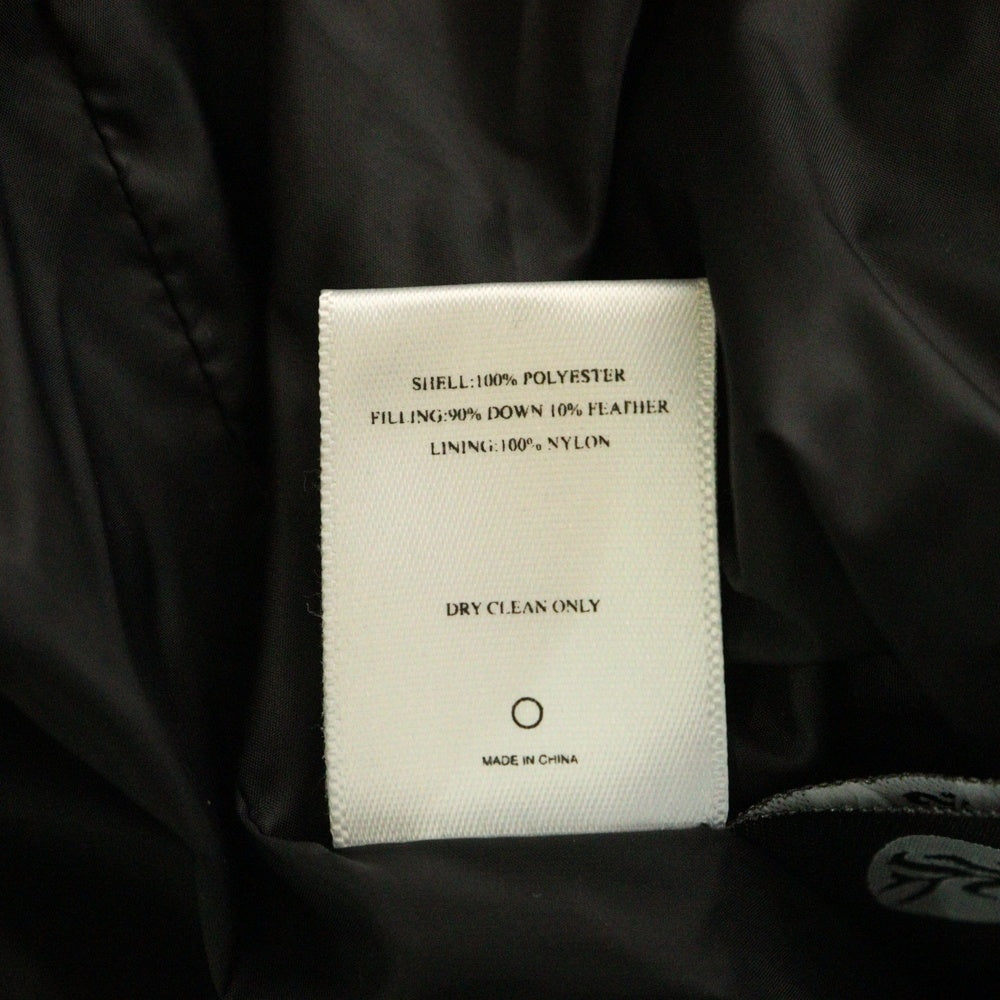 SHELL:100% POLYESTER
FILLING:90% DOWN 10% FEATHER
LINING:100% NYLON
DRY CLEAN ONLY
MADE IN CHINA